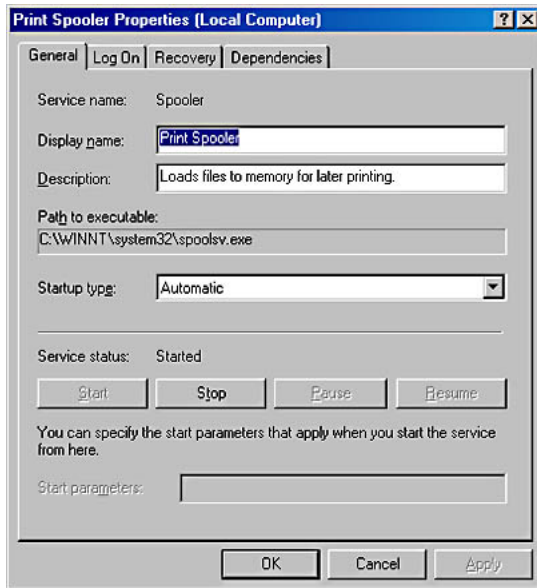 Print Spooler Properties (Local Computer)
General Log On Recovery Dependencies
Service name: Spooler
Display name: Print Spooler
Description: Loads files to memory for later printing.
Path to executable:
C:\WINNT\system32\spoolsv.exe
Startup type: Automatic
Service status: Started
Start Stop Pause Resume
You can specify the start parameters that apply when you start the service
from here.
Start parameters:
OK Cancel Apply